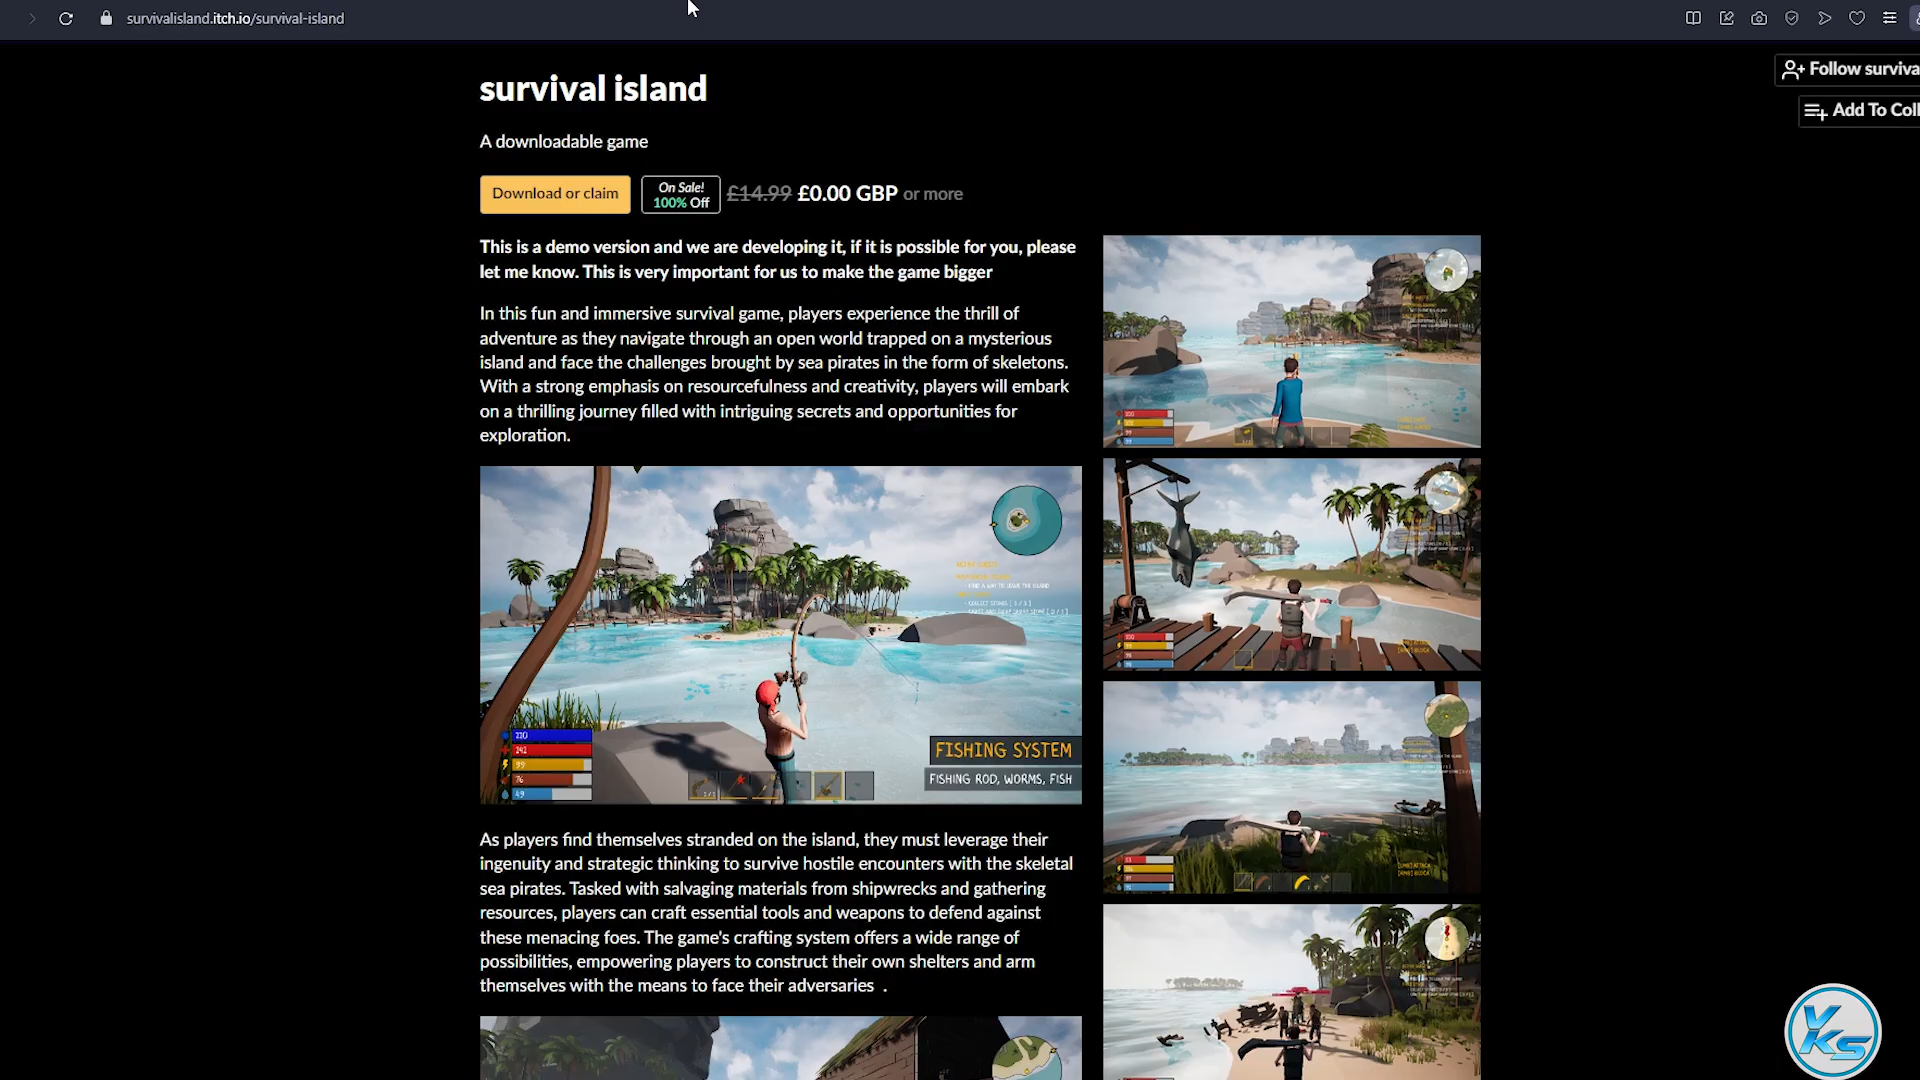 survivalisland.itch.io/survival-island
Follow surviva
Add To Coll
survival island
A downloadable game
Download or claim
On Sale!
100% Off
£14.99 £0.00 GBP or more
This is a demo version and we are developing it, if it is possible for you, please
let me know. This is very important for us to make the game bigger
In this fun and immersive survival game, players experience the thrill of
adventure as they navigate through an open world trapped on a mysterious
island and face the challenges brought by sea pirates in the form of skeletons.
With a strong emphasis on resourcefulness and creativity, players will embark
on a thrilling journey filled with intriguing secrets and opportunities for
exploration.
FIND A WAY TO LEAVE THE ISLAND
FISHING SYSTEM
FISHING ROD, WORMS, FISH
As players find themselves stranded on the island, they must leverage their
ingenuity and strategic thinking to survive hostile encounters with the skeletal
sea pirates. Tasked with salvaging materials from shipwrecks and gathering
resources, players can craft essential tools and weapons to defend against
these menacing foes. The game's crafting system offers a wide range of
possibilities, empowering players to construct their own shelters and arm
themselves with the means to face their adversaries .
VKS